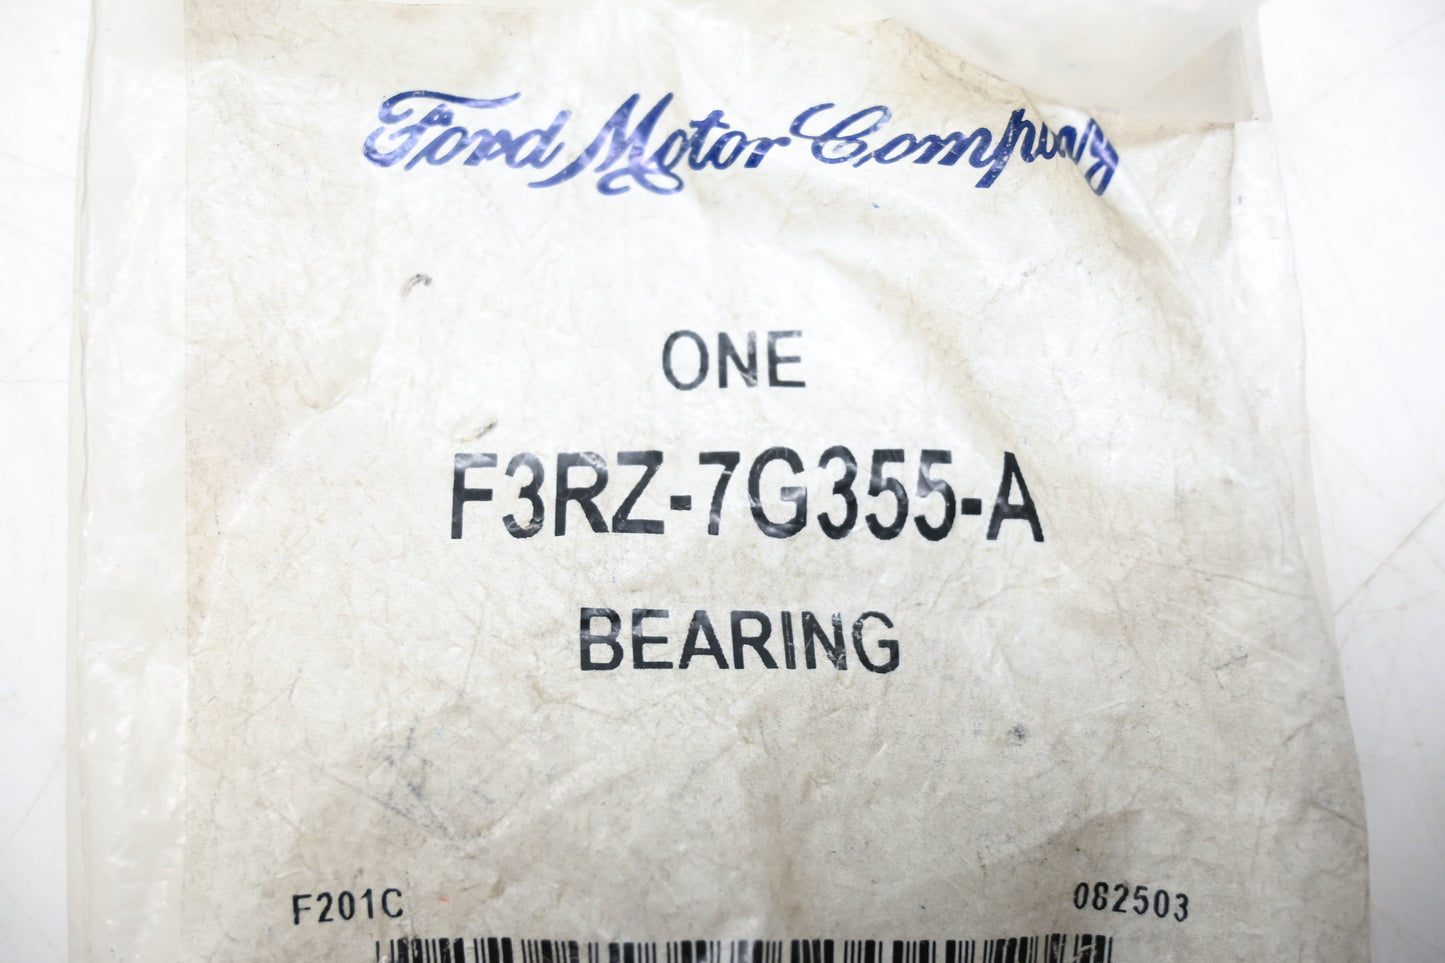 Ford Motor Company
ONE
F3RZ-7G355-A
BEARING
F201C 082503